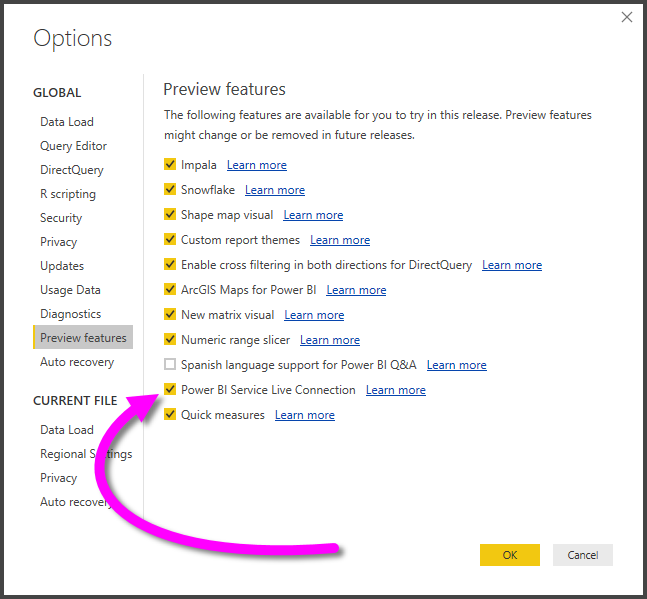 Options
GLOBAL
Data Load
Query Editor
DirectQuery
R scripting
Security
Privacy
Updates
Usage Data
Diagnostics
Preview features
Auto recovery
CURRENT FILE
Data Load
Regional Settings
Privacy
Auto recovery
Preview features
The following features are available for you to try in this release. Preview features
might change or be removed in future releases.
Impala Learn more
Snowflake Learn more
Shape map visual Learn more
Custom report themes Learn more
Enable cross filtering in both directions for DirectQuery Learn more
ArcGIS Maps for Power BI Learn more
New matrix visual Learn more
Numeric range slicer Learn more
Spanish language support for Power BI Q&A Learn more
Power BI Service Live Connection Learn more
Quick measures Learn more
OK Cancel